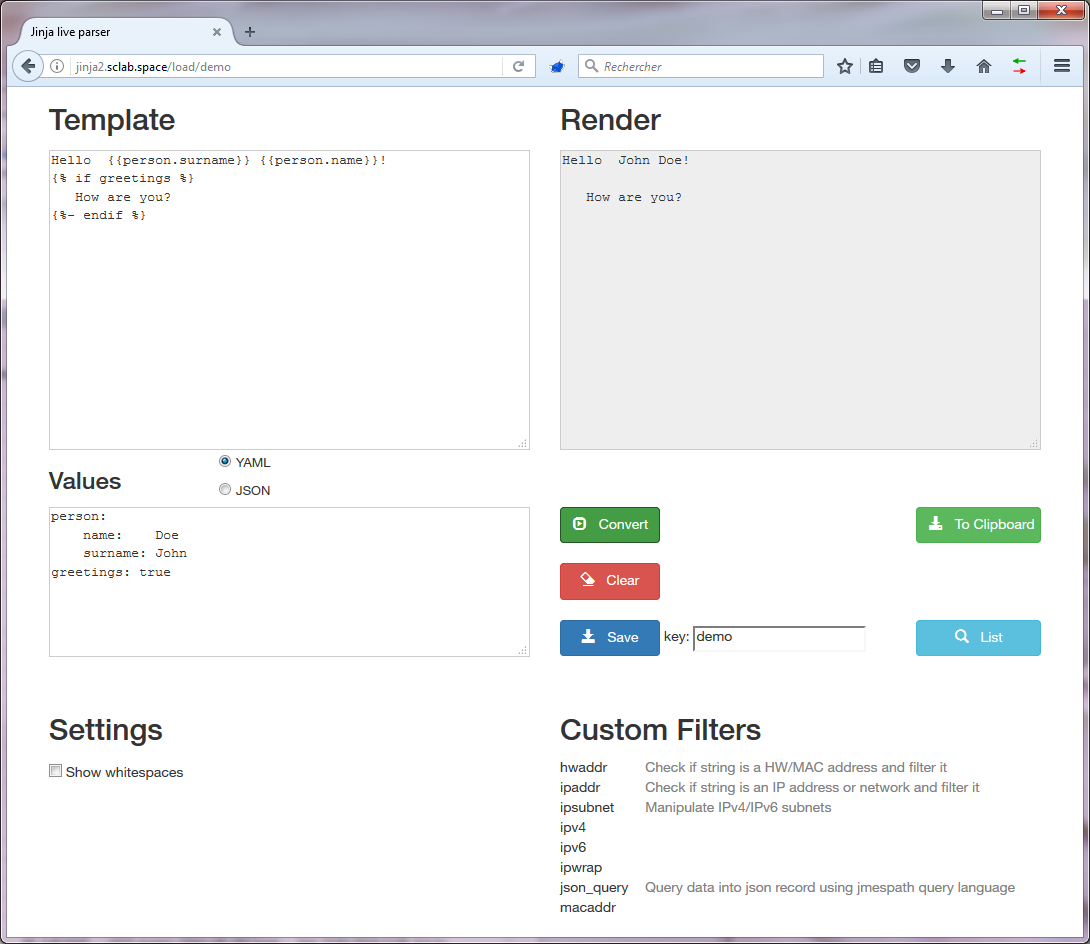 Jinja live parser
jinja2.sclab.space/load/demo
Rechercher
Template
Hello  {{person.surname}} {{person.name}}!
{% if greetings %}
   How are you?
{%- endif %}
Render
Hello  John Doe!
   How are you?
Values
YAML
JSON
person:
    name:    Doe
    surname: John
greetings: true
Convert
To Clipboard
Clear
Save
key:
demo
List
Settings
Show whitespaces
Custom Filters
hwaddr Check if string is a HW/MAC address and filter it
ipaddr Check if string is an IP address or network and filter it
ipsubnet Manipulate IPv4/IPv6 subnets
ipv4
ipv6
ipwrap
json_query Query data into json record using jmespath query language
macaddr